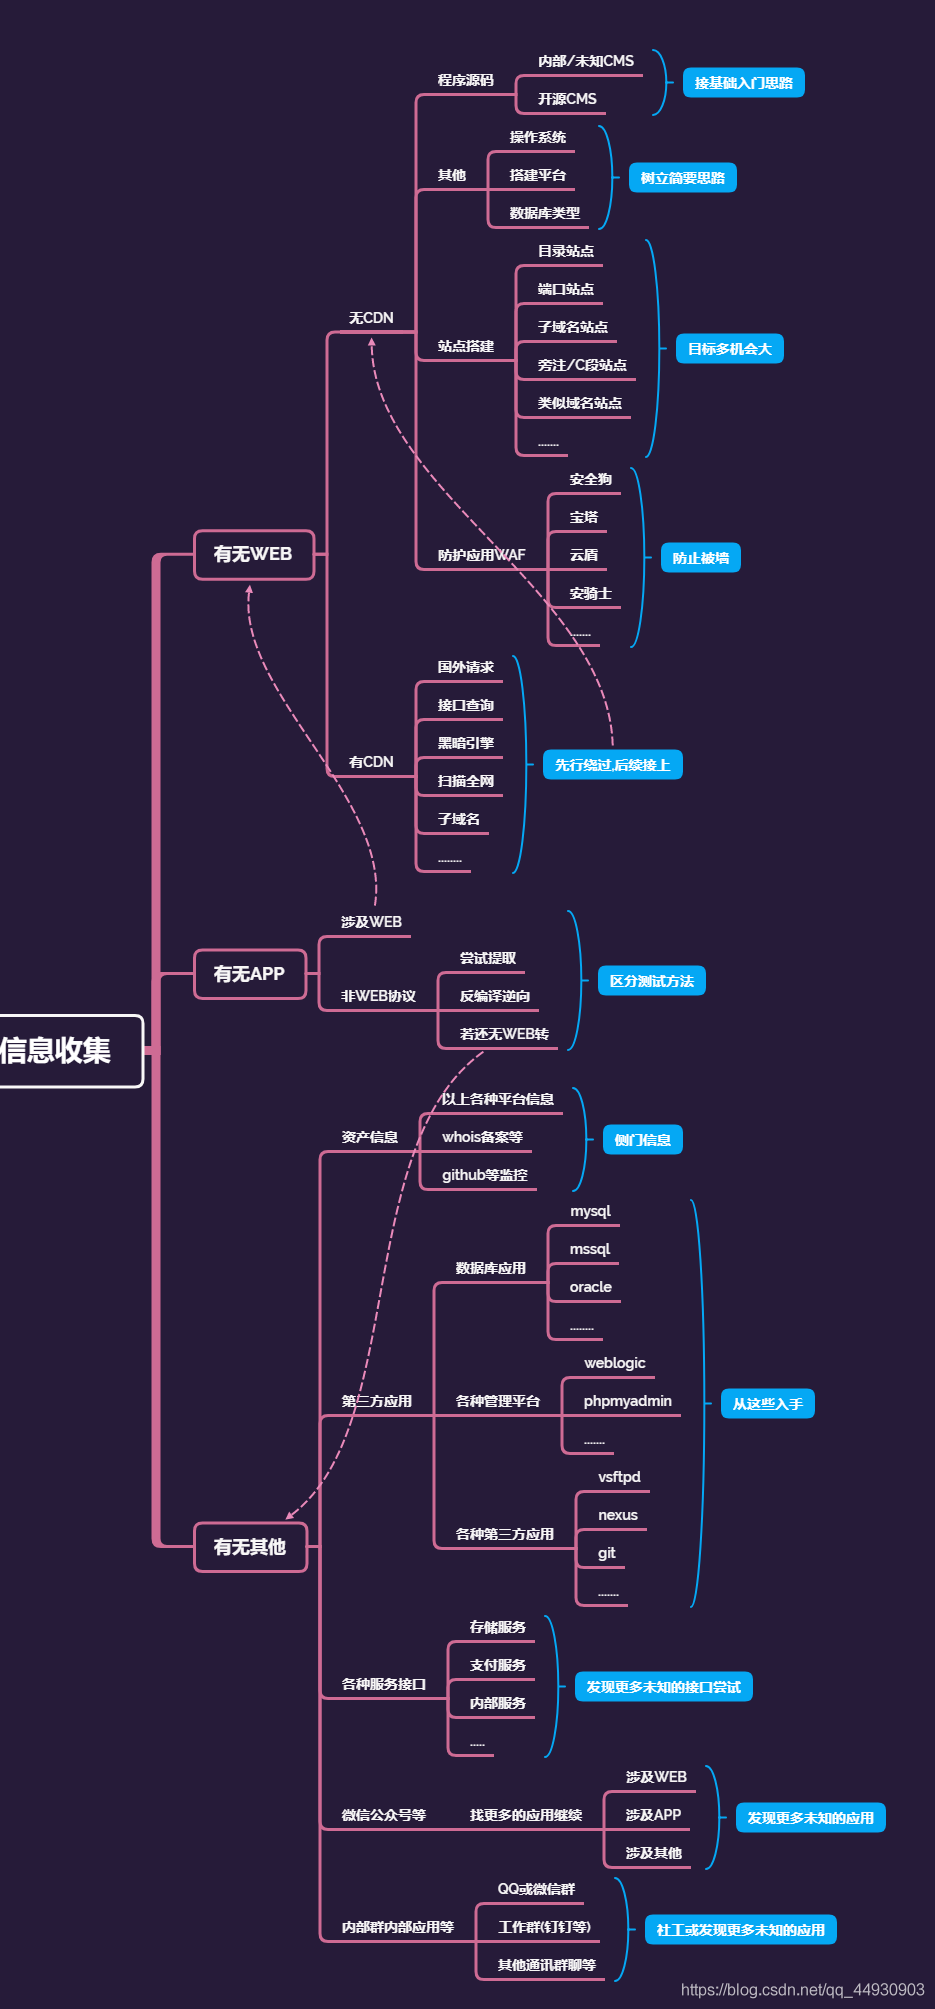 信息收集
有无WEB
无CDN
程序源码
内部/未知CMS
开源CMS
接基础入门思路
其他
操作系统
搭建平台
数据库类型
树立简要思路
站点搭建
目录站点
端口站点
子域名站点
旁注/C段站点
类似域名站点
.......
目标多机会大
防护应用WAF
安全狗
宝塔
云盾
安骑士
.......
防止被墙
有CDN
国外请求
接口查询
黑暗引擎
扫描全网
子域名
........
先行绕过,后续接上
有无APP
涉及WEB
非WEB协议
尝试提取
反编译逆向
若还无WEB转
区分测试方法
有无其他
资产信息
以上各种平台信息
whois备案等
github等监控
侧门信息
第三方应用
数据库应用
mysql
mssql
oracle
........
各种管理平台
weblogic
phpmyadmin
.......
各种第三方应用
vsftpd
nexus
git
.......
从这些入手
各种服务接口
存储服务
支付服务
内部服务
.....
发现更多未知的接口尝试
微信公众号等
找更多的应用继续
涉及WEB
涉及APP
涉及其他
发现更多未知的应用
内部群内部应用等
QQ或微信群
工作群(钉钉等)
其他通讯群聊等
社工或发现更多未知的应用
https://blog.csdn.net/qq_44930903